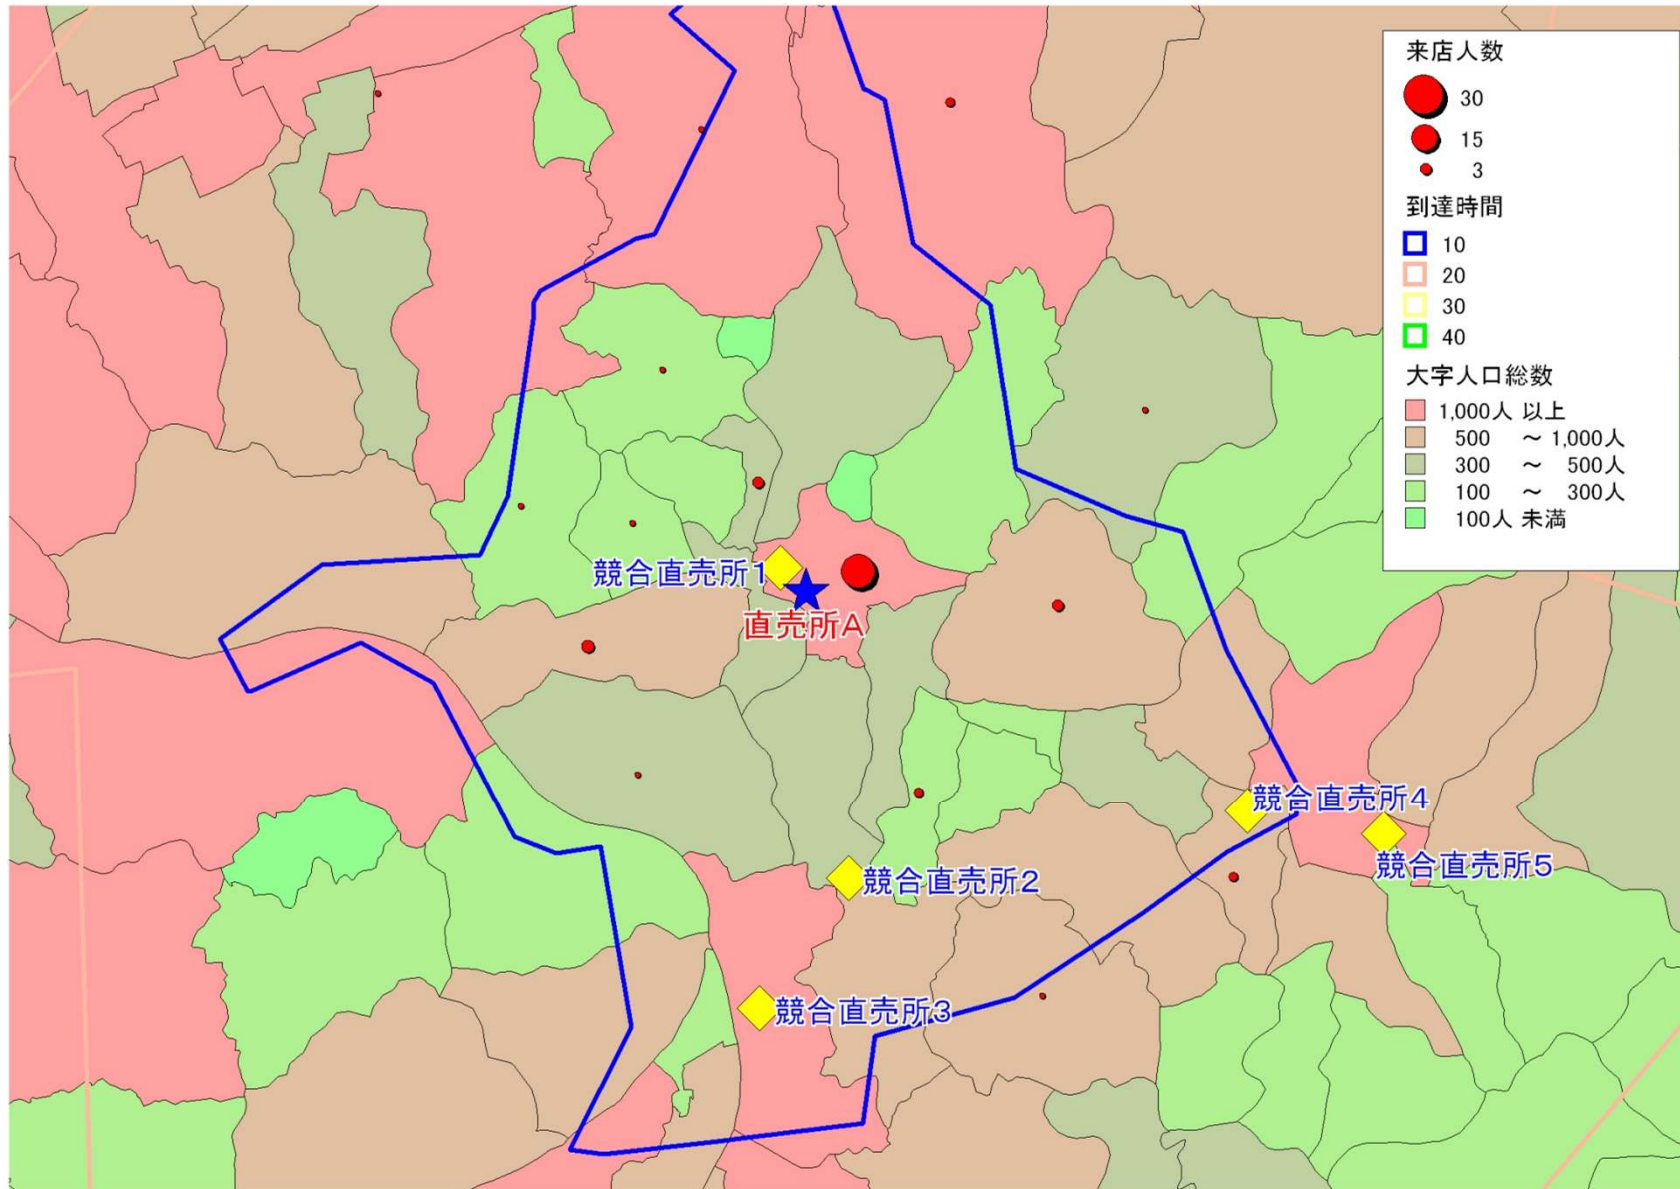 来店人数
30
15
3
到達時間
10
20
30
40
大字人口総数
1,000人 以上
500 ～ 1,000人
300 ～ 500人
100 ～ 300人
100人 未満
競合直売所1
直売所A
競合直売所4
競合直売所5
競合直売所2
競合直売所3